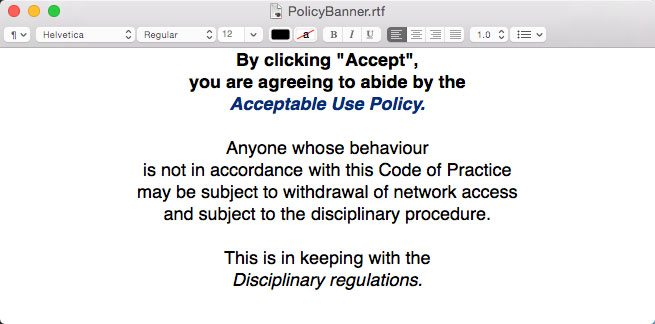 PolicyBanner.rtf
¶ Helvetica Regular 12 a B I U 1.0
By clicking "Accept",
you are agreeing to abide by the
Acceptable Use Policy.
Anyone whose behaviour
is not in accordance with this Code of Practice
may be subject to withdrawal of network access
and subject to the disciplinary procedure.
This is in keeping with the
Disciplinary regulations.